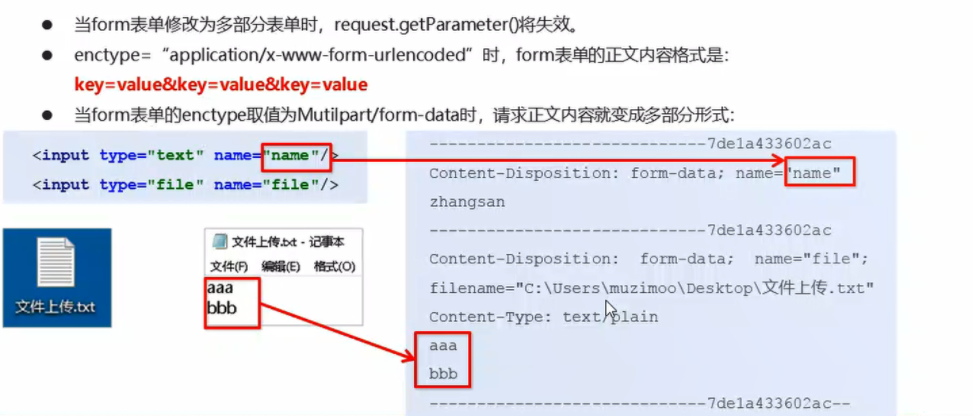 ● 当form表单修改为多部分表单时，request.getParameter()将失效。
● enctype= “application/x-www-form-urlencoded”时，form表单的正文内容格式是:
key=value&key=value&key=value
● 当form表单的enctype取值为Mutilpart/form-data时，请求正文内容就变成多部分形式:
<input type="text" name="name"/>
<input type="file" name="file"/>
文件上传.txt
文件上传.txt - 记事本
文件(F) 编辑(E) 格式(O)
aaa
bbb
-----------------------------7de1a433602ac
Content-Disposition: form-data; name="name"
zhangsan
-----------------------------7de1a433602ac
Content-Disposition: form-data; name="file";
filename="C:\Users\muzimoo\Desktop\文件上传.txt"
Content-Type: text/plain
aaa
bbb
-----------------------------7de1a433602ac--